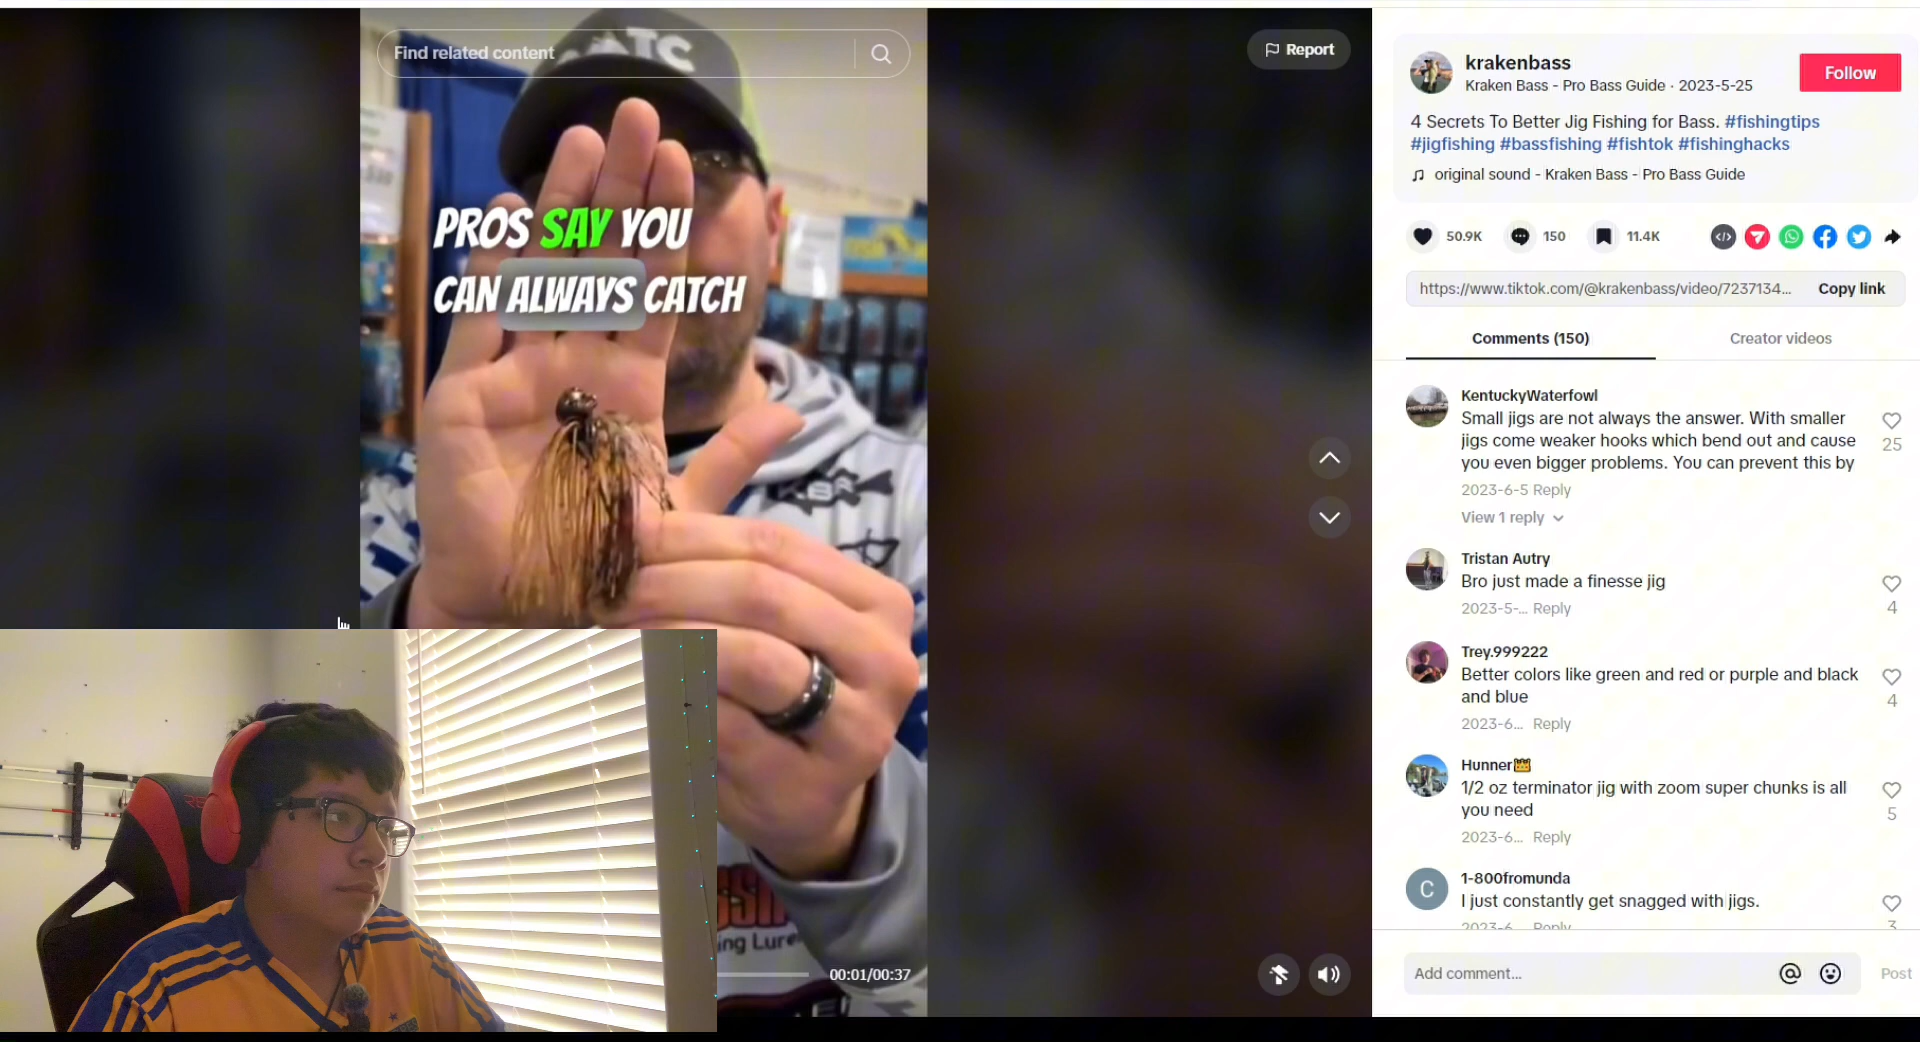 Find related content
Report
ATC
PROS SAY YOU
CAN ALWAYS CATCH
ing Lure
00:01/00:37
krakenbass
Kraken Bass - Pro Bass Guide · 2023-5-25
Follow
4 Secrets To Better Jig Fishing for Bass. #fishingtips
#jigfishing #bassfishing #fishtok #fishinghacks
original sound - Kraken Bass - Pro Bass Guide
50.9K 150 11.4K
https://www.tiktok.com/@krakenbass/video/7237134... Copy link
Comments (150) Creator videos
KentuckyWaterfowl
Small jigs are not always the answer. With smaller
jigs come weaker hooks which bend out and cause
you even bigger problems. You can prevent this by
25
2023-6-5 Reply
View 1 reply
Tristan Autry
Bro just made a finesse jig
2023-5-... Reply
4
Trey.999222
Better colors like green and red or purple and black
and blue
4
2023-6... Reply
Hunner
1/2 oz terminator jig with zoom super chunks is all
you need
5
2023-6... Reply
C
1-800fromunda
I just constantly get snagged with jigs.
2023-6... Reply
3
Add comment... Post